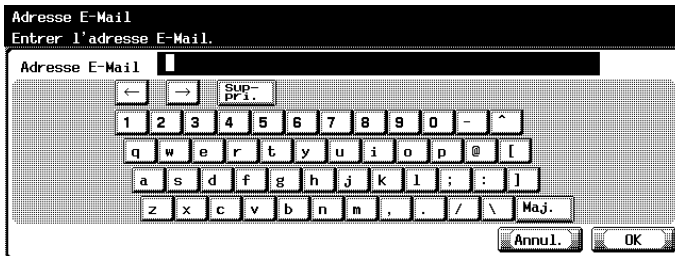 Adresse E-Mail
Entrer l'adresse E-Mail.
Adresse E-Mail
← → Sup-
pri.
1 2 3 4 5 6 7 8 9 0 - ^
q w e r t y u i o p @ [
a s d f g h j k l ; : ]
z x c v b n m , . / \ Maj.
Annul. OK